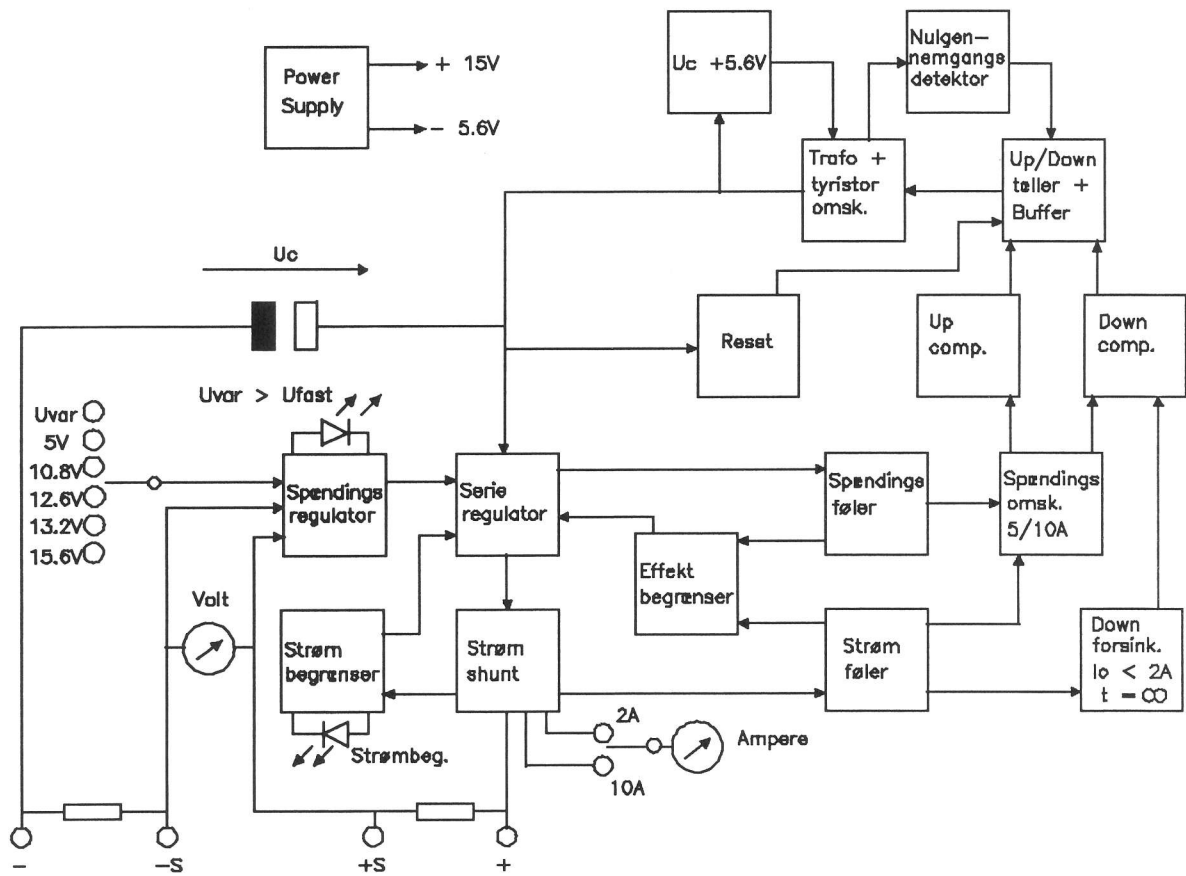 Power
Supply
+ 15V
- 5.6V
Uc +5.6V
Nulgen-
nemgangs
detektor
Trafo +
tyristor
omsk.
Up/Down
tæller +
Buffer
Uc
Reset
Up
comp.
Down
comp.
Uvar > Ufast
Uvar
5V
10.8V
12.6V
13.2V
15.6V
Spændings
regulator
Serie
regulator
Spændings
føler
Spændings
omsk.
5/10A
Effekt
begrænser
Volt
Strøm
begrænser
Strøm
shunt
Strøm
føler
Down
forsink.
Io < 2A
t = ∞
Strømbeg.
2A
10A
Ampere
-
-S
+S
+